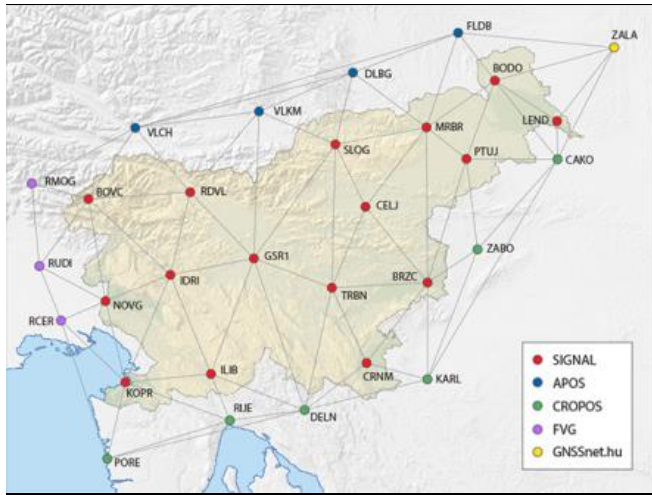 FLDB
ZALA
DLBG
BODO
VLKM
LEND
VLCH
MRBR
SLOG
PTUJ
CAKO
RMOG
BOVC
RDVL
CELJ
ZABO
RUDI
GSR1
IDRI
BRZC
NOVG
TRBN
RCER
ILIB
CRNM
KARL
KOPR
RIJE
DELN
PORE
SIGNAL
APOS
CROPOS
FVG
GNSSnet.hu